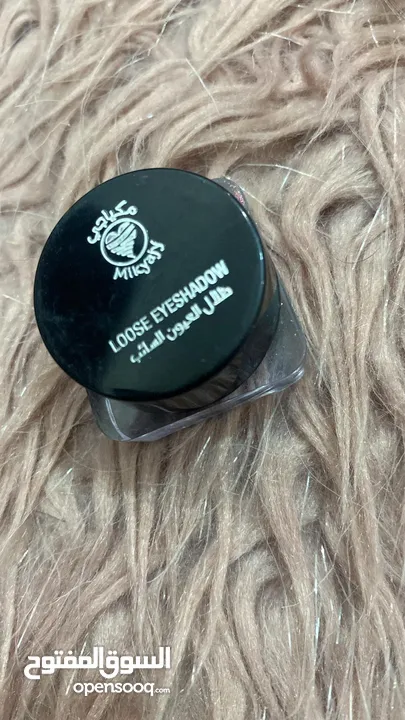 مكياجي
Mikyajy
LOOSE EYESHADOW
ظلال العيون السائب
السوق المفتوح
opensooq.com